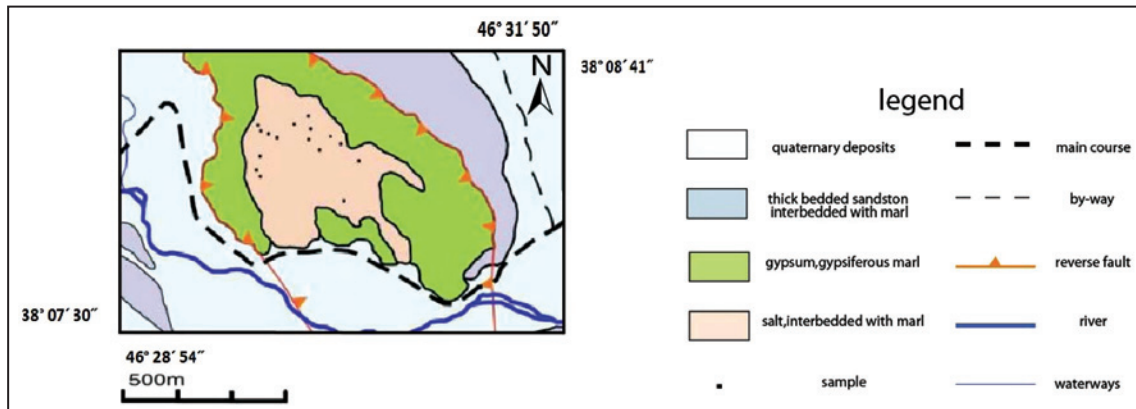 46° 31´ 50˝
N
38° 08´ 41˝
legend
quaternary deposits
main course
thick bedded sandston
interbedded with marl
by-way
gypsum,gypsiferous marl
reverse fault
38° 07´ 30˝
salt,interbedded with marl
river
46° 28´ 54˝
500m
sample
waterways